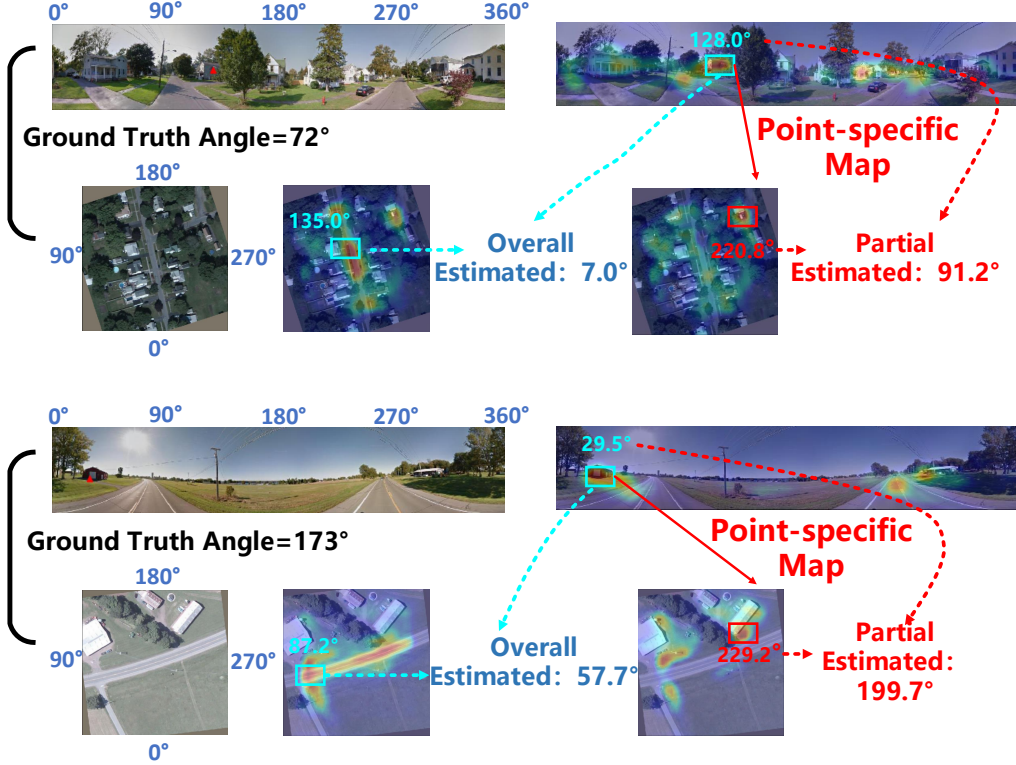 0° 90° 180° 270° 360°
128.0°
Ground Truth Angle=72°
Point-specific
Map
180°
135.0°
90°
270°
220.8°
Overall
Estimated: 7.0°
Partial
Estimated: 91.2°
0°
0° 90° 180° 270° 360°
29.5°
Ground Truth Angle=173°
Point-specific
Map
180°
97.2°
90°
270°
229.2°
Overall
Estimated: 57.7°
Partial
Estimated:
199.7°
0°